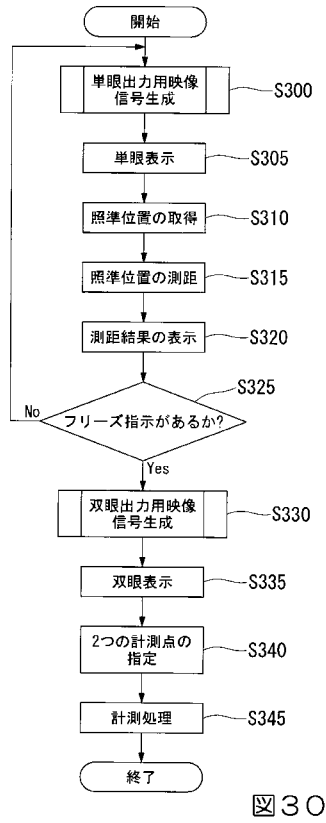 開始
単眼出力用映像
信号生成
S300
単眼表示
S305
照準位置の取得
S310
照準位置の測距
S315
測距結果の表示
S320
S325
フリーズ指示があるか?
No
Yes
双眼出力用映像
信号生成
S330
双眼表示
S335
2つの計測点の
指定
S340
計測処理
S345
終了
図30